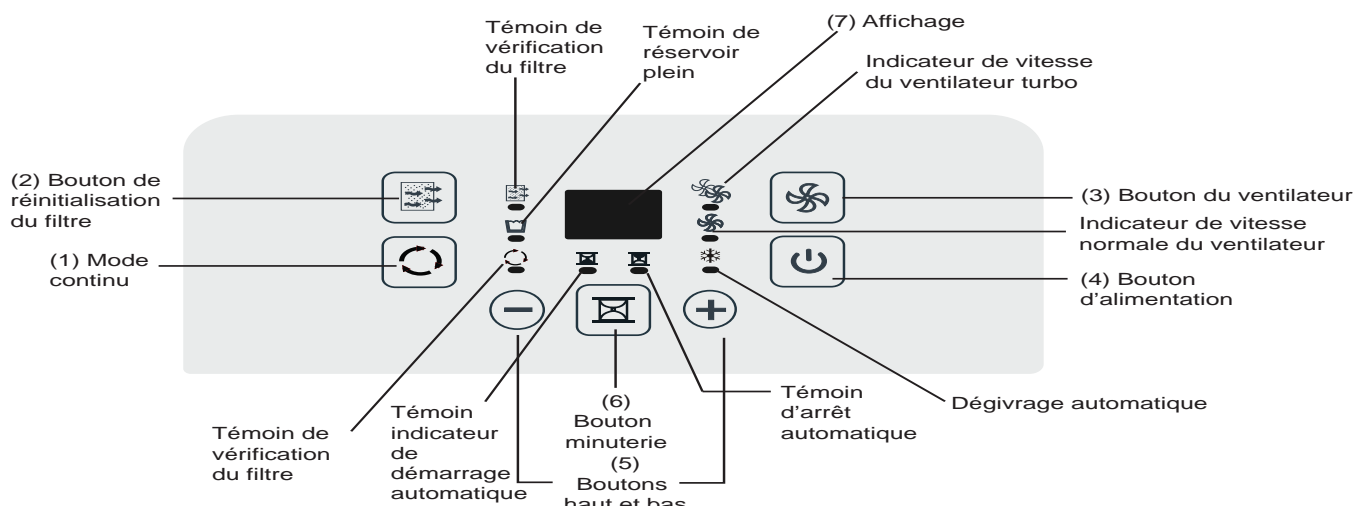 Témoin de
vérification
du filtre
Témoin de
réservoir
plein
(7) Affichage
Indicateur de vitesse
du ventilateur turbo
(2) Bouton de
réinitialisation
du filtre
(3) Bouton du ventilateur
Indicateur de vitesse
normale du ventilateur
(1) Mode
continu
(4) Bouton
d'alimentation
Témoin de
vérification
du filtre
Témoin
indicateur
de
démarrage
automatique
(6)
Bouton
minuterie
(5)
Boutons
haut et bas
Témoin
d'arrêt
automatique
Dégivrage automatique